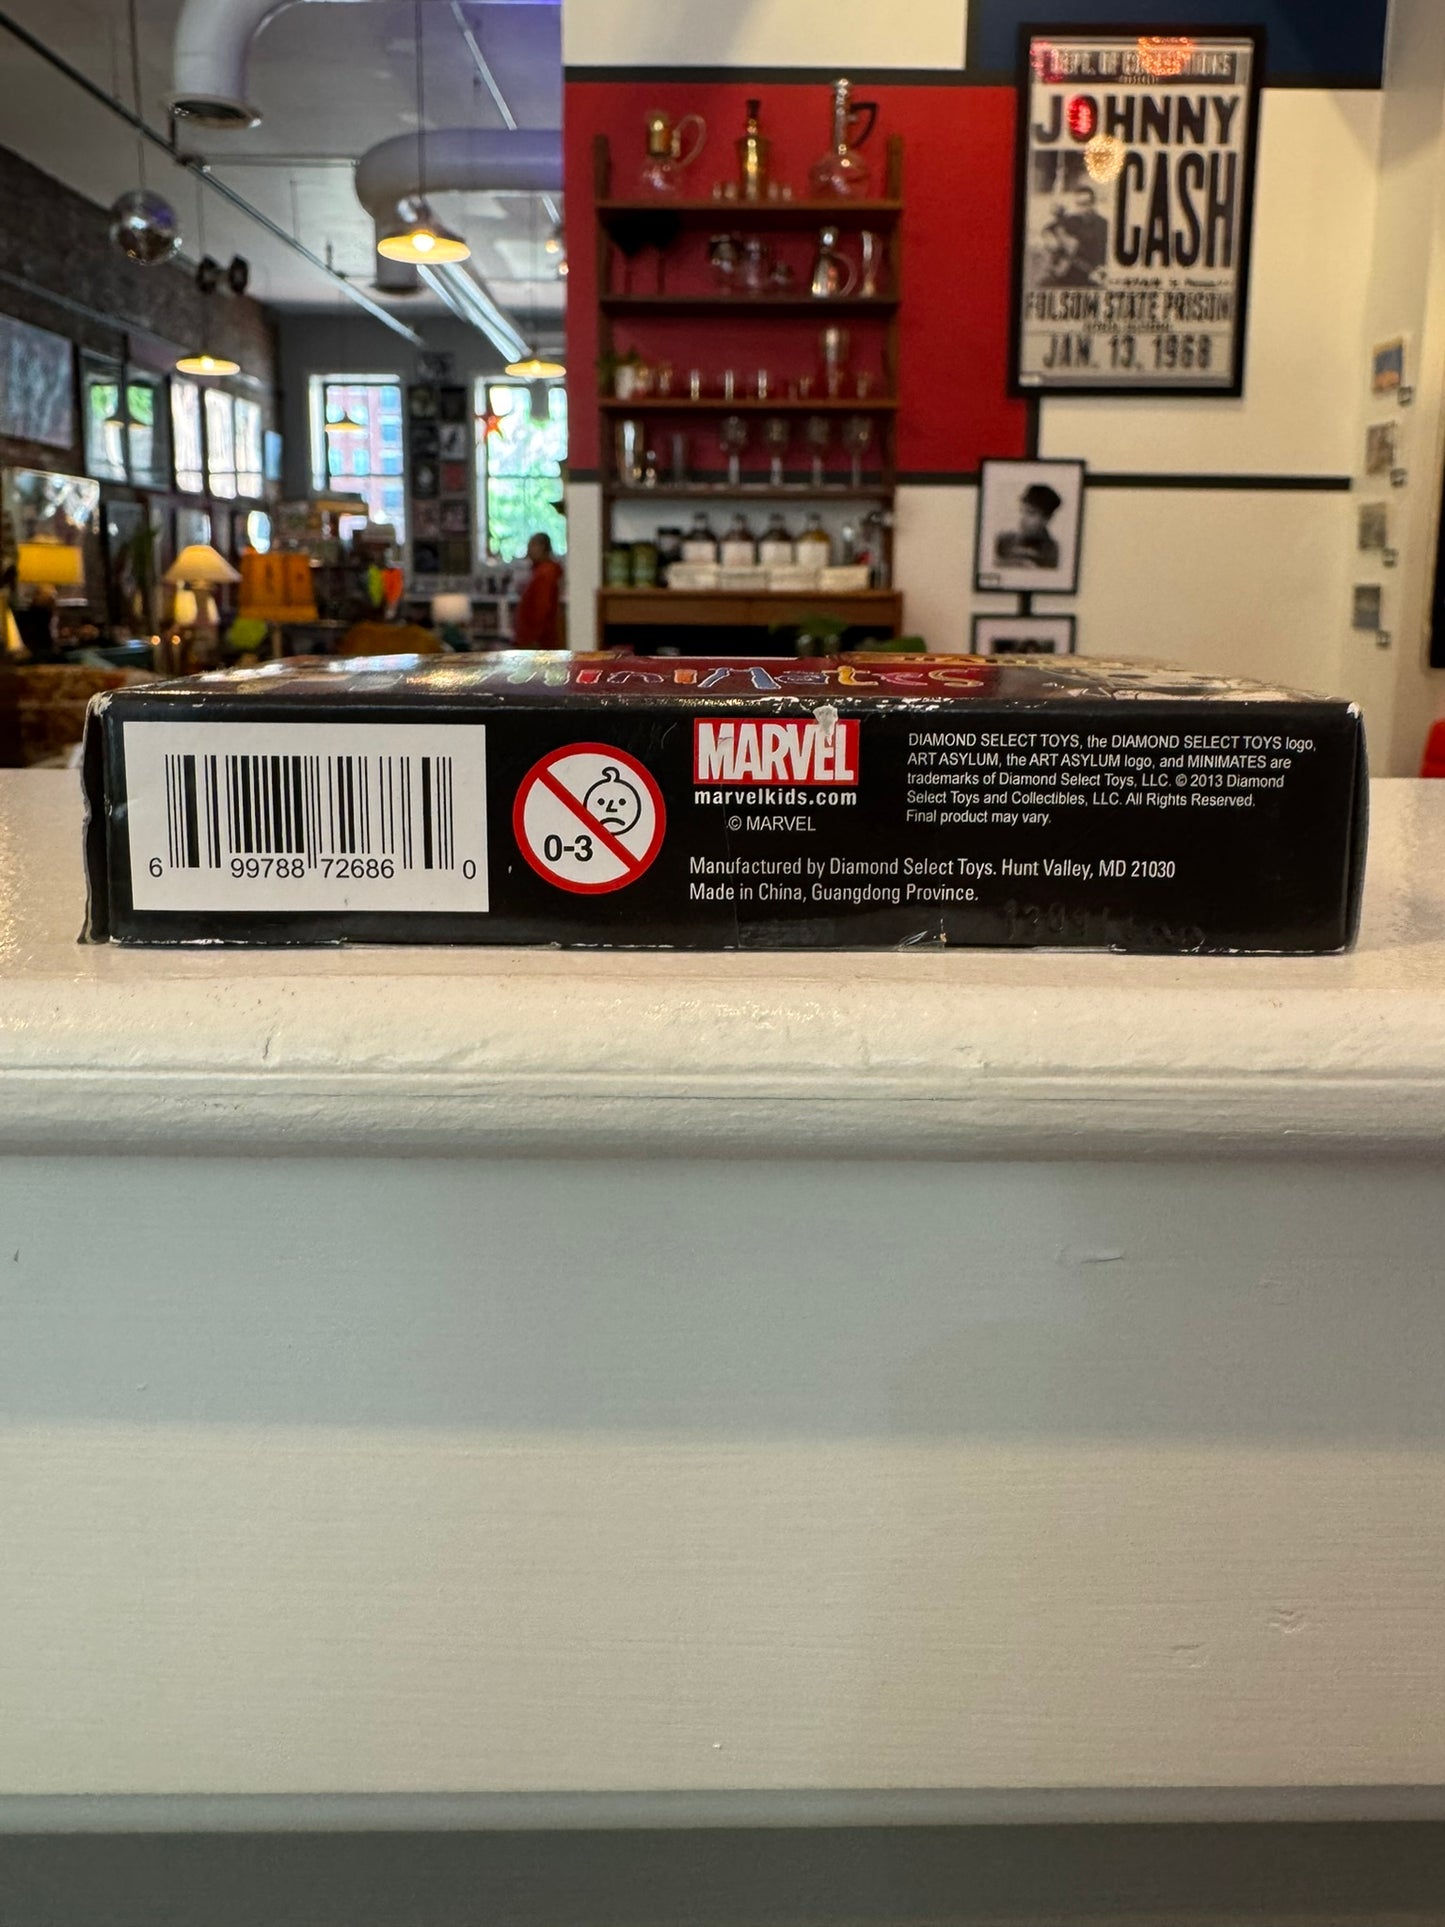 JOHNNY
CASH
FOLSOM STATE PRISON
JAN. 13, 1968
MiNiMATES
6 99788 72686 0
0-3
MARVEL
marvelkids.com
© MARVEL
DIAMOND SELECT TOYS, the DIAMOND SELECT TOYS logo,
ART ASYLUM, the ART ASYLUM logo, and MINIMATES are
trademarks of Diamond Select Toys, LLC. © 2013 Diamond
Select Toys and Collectibles, LLC. All Rights Reserved.
Final product may vary.
Manufactured by Diamond Select Toys. Hunt Valley, MD 21030
Made in China, Guangdong Province.